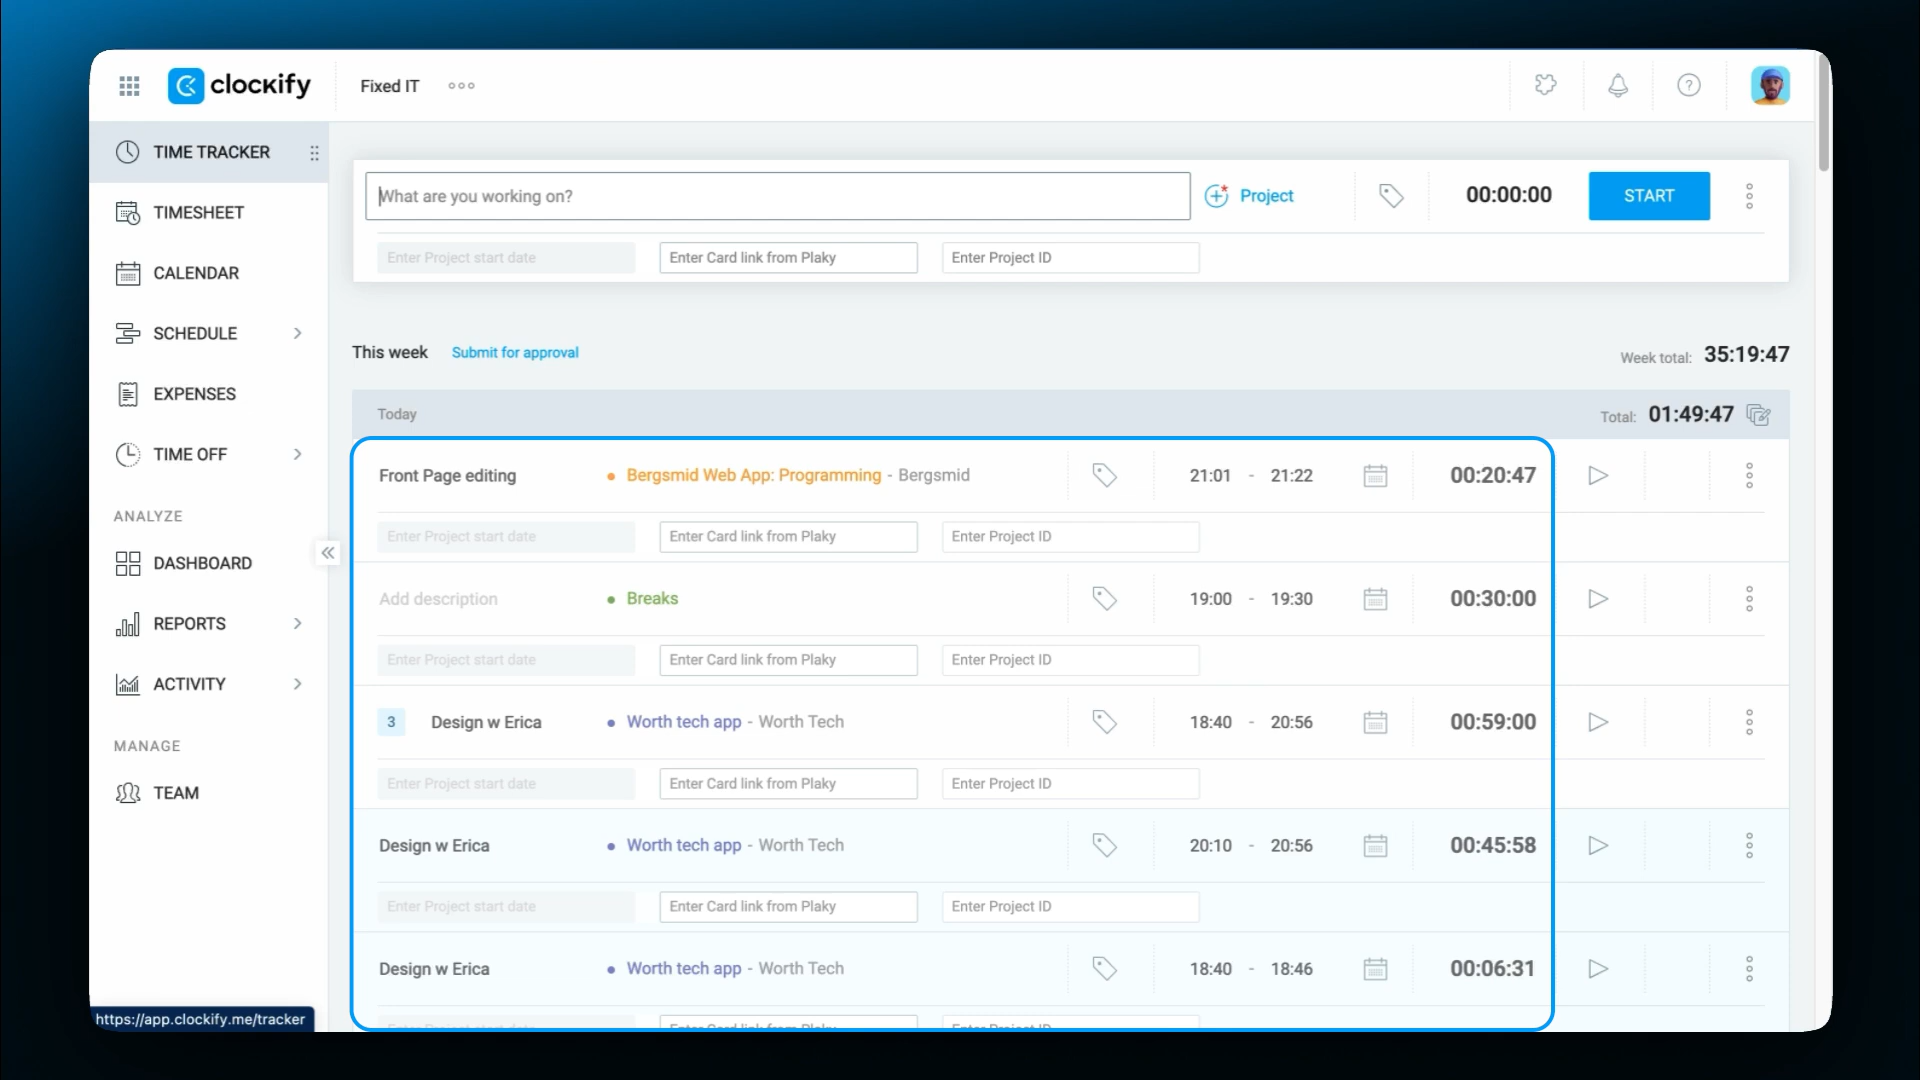 clockify
Fixed IT
TIME TRACKER
TIMESHEET
CALENDAR
SCHEDULE
EXPENSES
TIME OFF
ANALYZE
DASHBOARD
REPORTS
ACTIVITY
MANAGE
TEAM
https://app.clockify.me/tracker
What are you working on?
Project
00:00:00
START
Enter Project start date
Enter Card link from Plaky
Enter Project ID
This week
Submit for approval
Week total: 35:19:47
Today
Total: 01:49:47
Front Page editing
Bergsmid Web App: Programming - Bergsmid
21:01 - 21:22
00:20:47
Enter Project start date
Enter Card link from Plaky
Enter Project ID
Add description
Breaks
19:00 - 19:30
00:30:00
Enter Project start date
Enter Card link from Plaky
Enter Project ID
3
Design w Erica
Worth tech app - Worth Tech
18:40 - 20:56
00:59:00
Enter Project start date
Enter Card link from Plaky
Enter Project ID
Design w Erica
Worth tech app - Worth Tech
20:10 - 20:56
00:45:58
Enter Project start date
Enter Card link from Plaky
Enter Project ID
Design w Erica
Worth tech app - Worth Tech
18:40 - 18:46
00:06:31